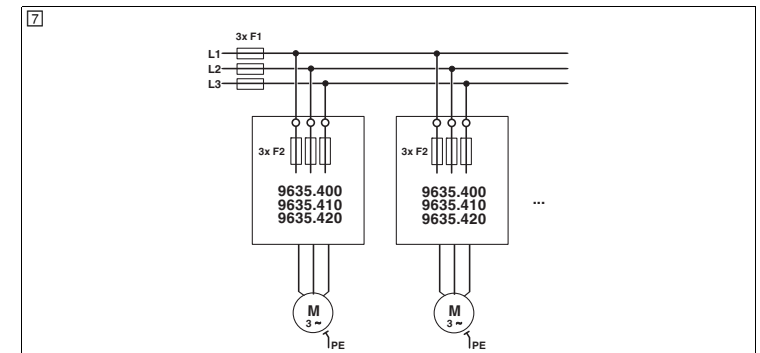 7
3x F1
L1
L2
L3
3x F2
3x F2
9635.400
9635.410
9635.420
9635.400
9635.410
9635.420
...
M
3 ~
M
3 ~
PE
PE